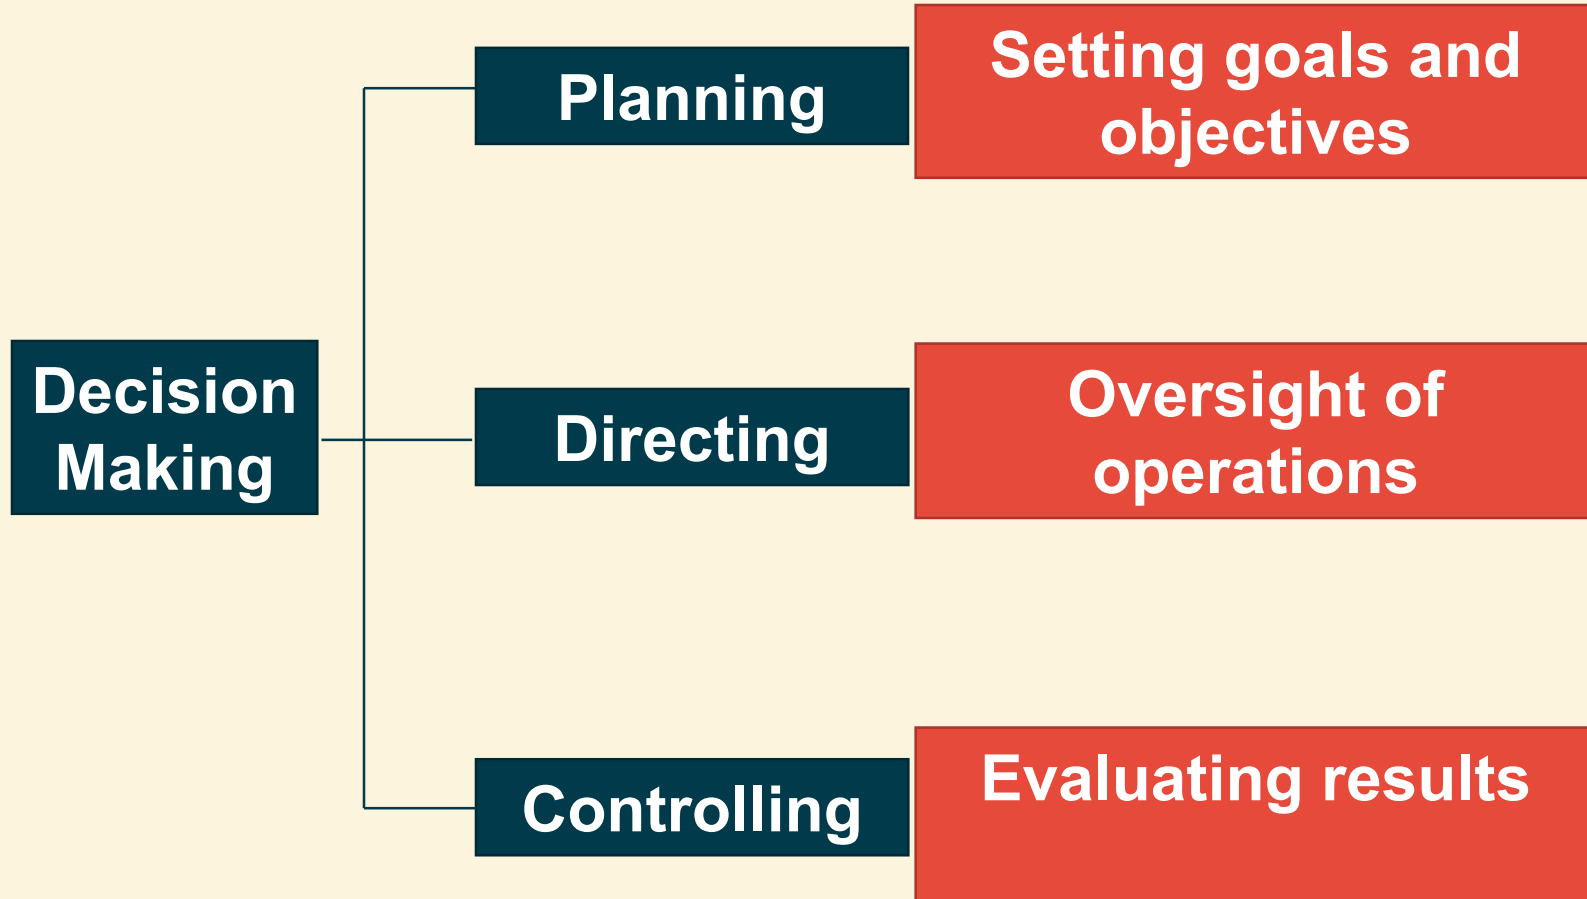 Planning
Setting goals and
objectives
Decision
Making
Directing
Oversight of
operations
Controlling
Evaluating results